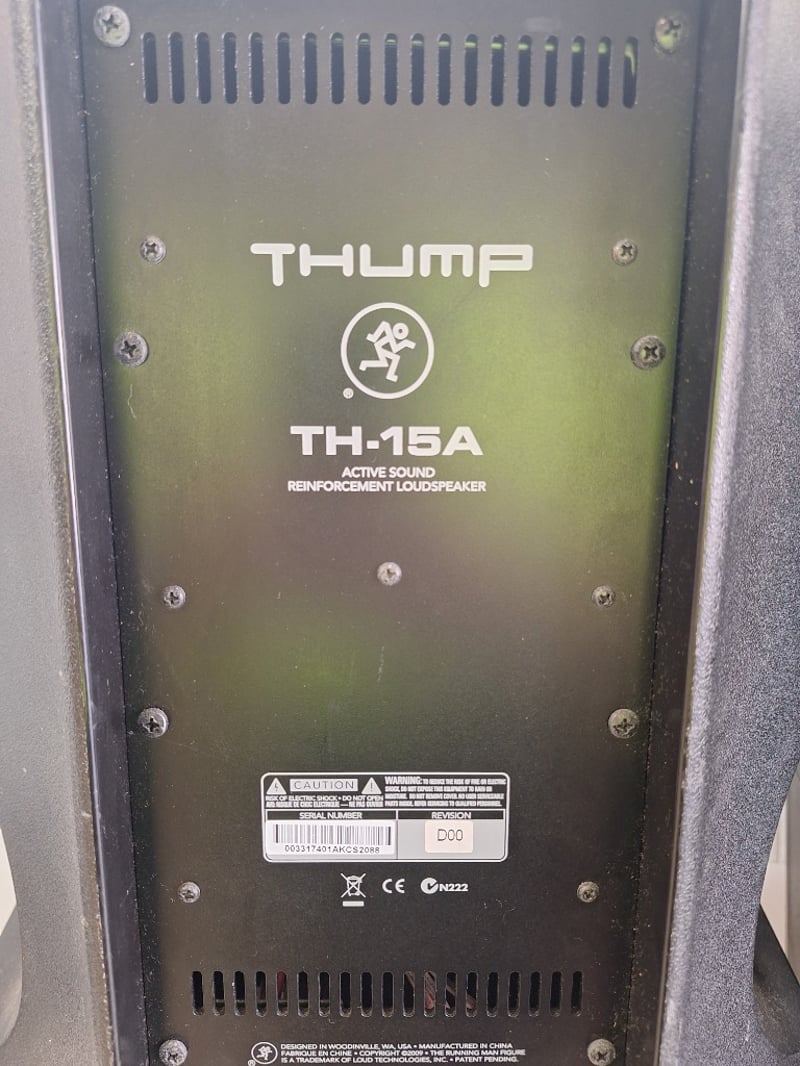 THUMP
®
TH-15A
ACTIVE SOUND
REINFORCEMENT LOUDSPEAKER
CAUTION
RISK OF ELECTRIC SHOCK • DO NOT OPEN
AVIS: RISQUE DE CHOC ELECTRIQUE — NE PAS OUVRIR
WARNING: TO REDUCE THE RISK OF FIRE OR ELECTRIC
SHOCK, DO NOT EXPOSE THIS EQUIPMENT TO RAIN OR
MOISTURE. DO NOT REMOVE COVER. NO USER SERVICEABLE
PARTS INSIDE. REFER SERVICING TO QUALIFIED PERSONNEL.
SERIAL NUMBER
003317401AKCS2088
REVISION
D00
CE N222
DESIGNED IN WOODINVILLE, WA, USA • MANUFACTURED IN CHINA
FABRIQUE EN CHINE • COPYRIGHT ©2009 • THE RUNNING MAN FIGURE
® IS A TRADEMARK OF LOUD TECHNOLOGIES, INC. • PATENT PENDING.